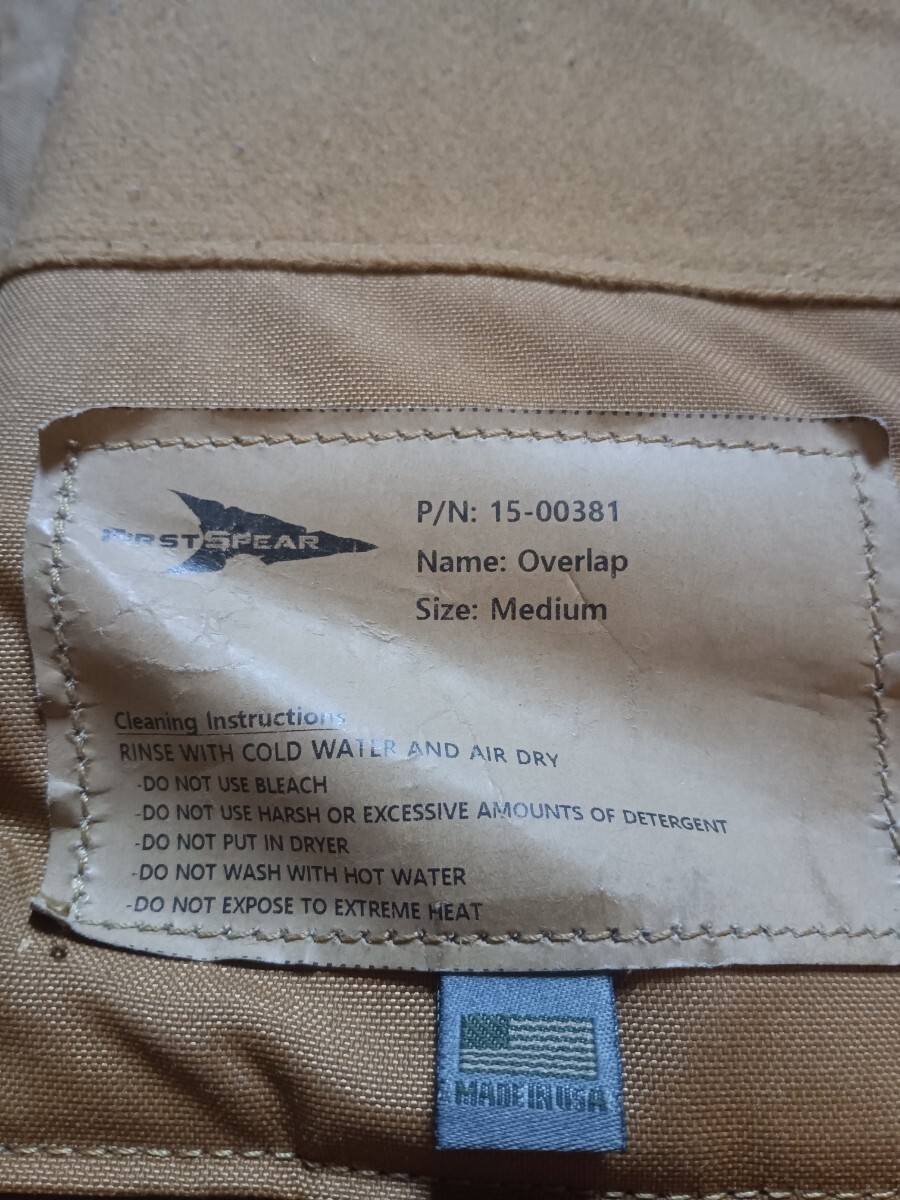 FIRSTSPEAR
P/N: 15-00381
Name: Overlap
Size: Medium
Cleaning Instructions
RINSE WITH COLD WATER AND AIR DRY
-DO NOT USE BLEACH
-DO NOT USE HARSH OR EXCESSIVE AMOUNTS OF DETERGENT
-DO NOT PUT IN DRYER
-DO NOT WASH WITH HOT WATER
-DO NOT EXPOSE TO EXTREME HEAT
MADE IN USA